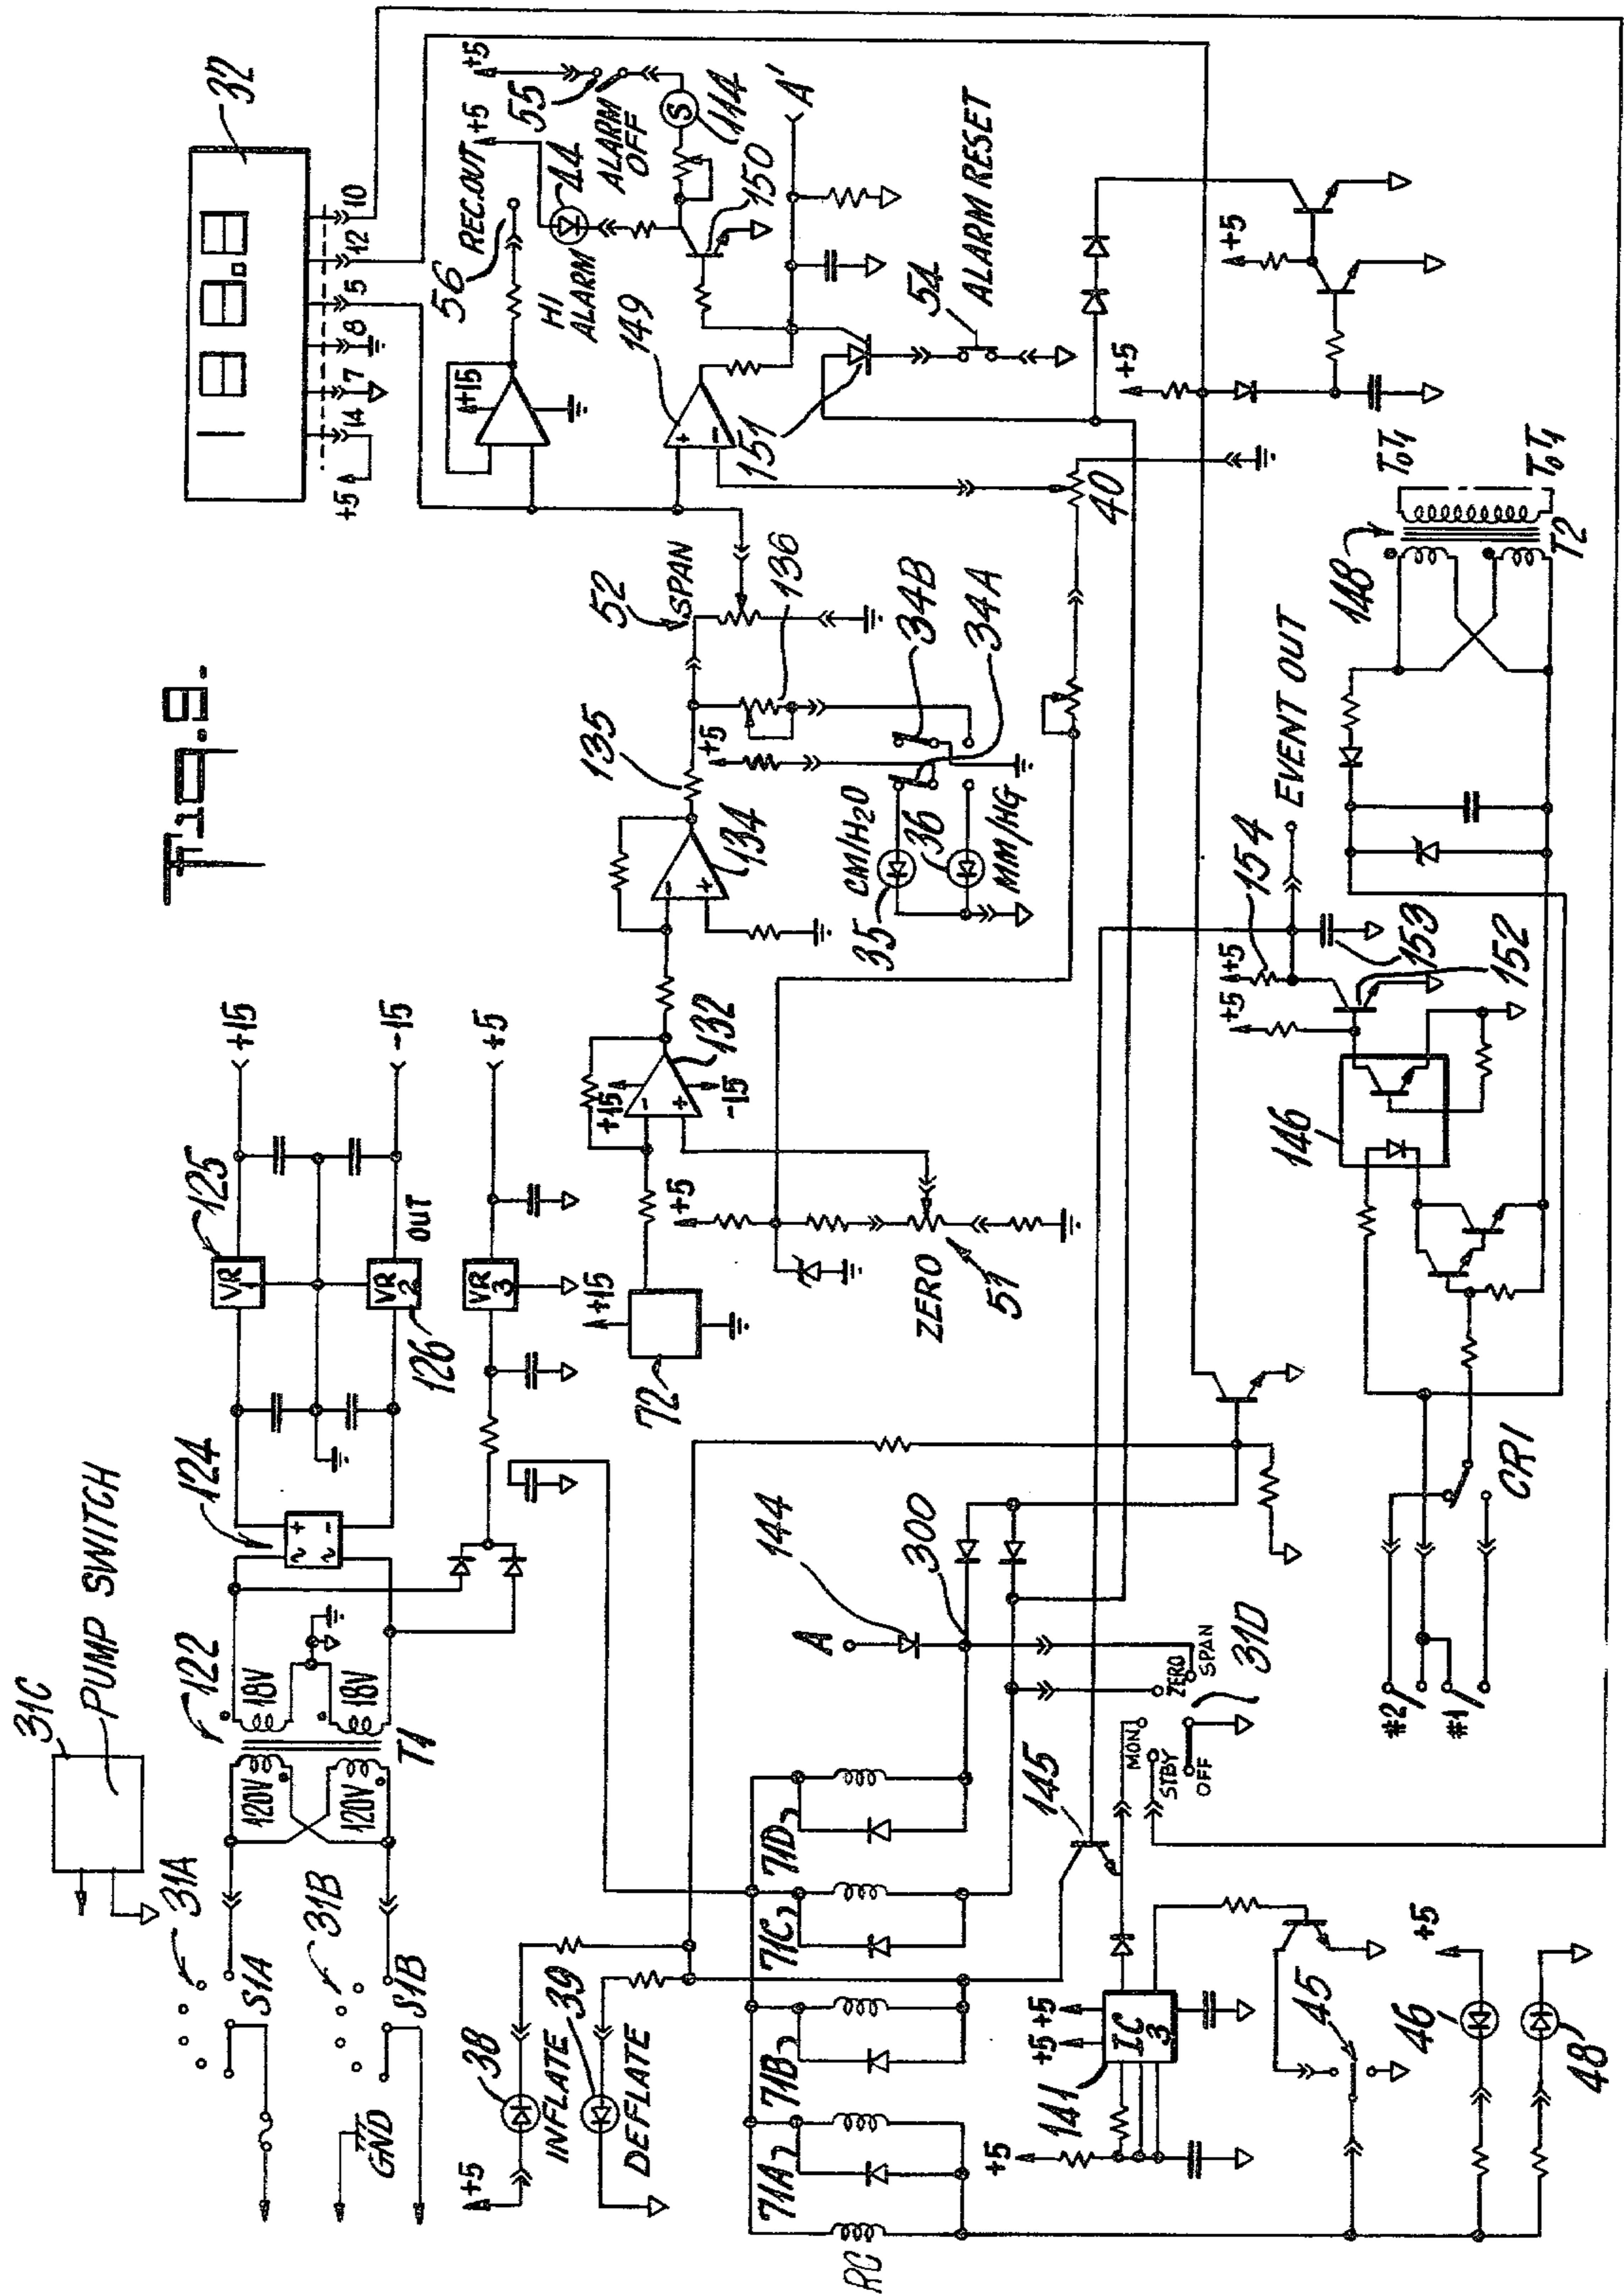 Fig. 9.
31C
PUMP SWITCH
31A
S1A
31B
S1B
GND
120V
120V
T1
122
18V
18V
124
+ -
~ ~
125
VR 1
VR 2
126
OUT
+15
-15
VR 3
+5
32
+5
14
7
8
5
12
10
+15
56
REC.OUT
HI ALARM
44
+5
55
+5
ALARM OFF
S
114
150
149
+
-
151
A'
54
ALARM RESET
+5
+5
40
52
SPAN
136
34B
34A
135
+5
134
-
+
CM/H2O
35
36
MM/HG
132
+15
-
+
-15
+5
+15
72
ZERO
51
+5
38
INFLATE
39
DEFLATE
71A
71B
71C
71D
RC
144
A
300
145
MON
STBY
OFF
ZERO
SPAN
31D
+5
141
+5 +5
IC 3
45
46
+5
48
#2
#1
CR1
146
+5
+5
154
EVENT OUT
153
152
148
T2
TOT1
TOT1